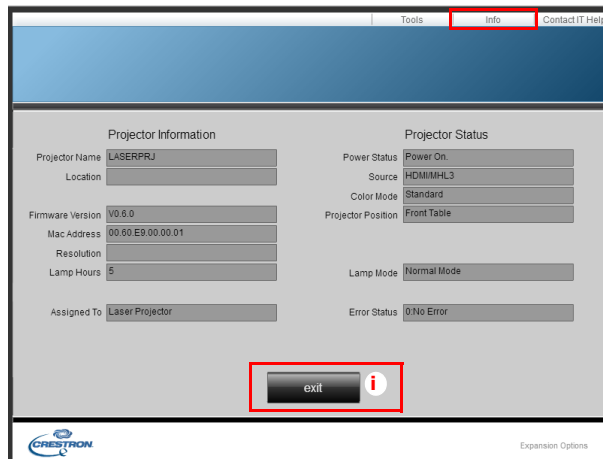 Tools Info Contact IT Help
Projector Information
Projector Name LASERPRJ
Location
Firmware Version V0.6.0
Mac Address 00.60.E9.00.00.01
Resolution
Lamp Hours 5
Assigned To Laser Projector
Projector Status
Power Status Power On.
Source HDMI/MHL3
Color Mode Standard
Projector Position Front Table
Lamp Mode Normal Mode
Error Status 0:No Error
exit i
CRESTRON
Expansion Options